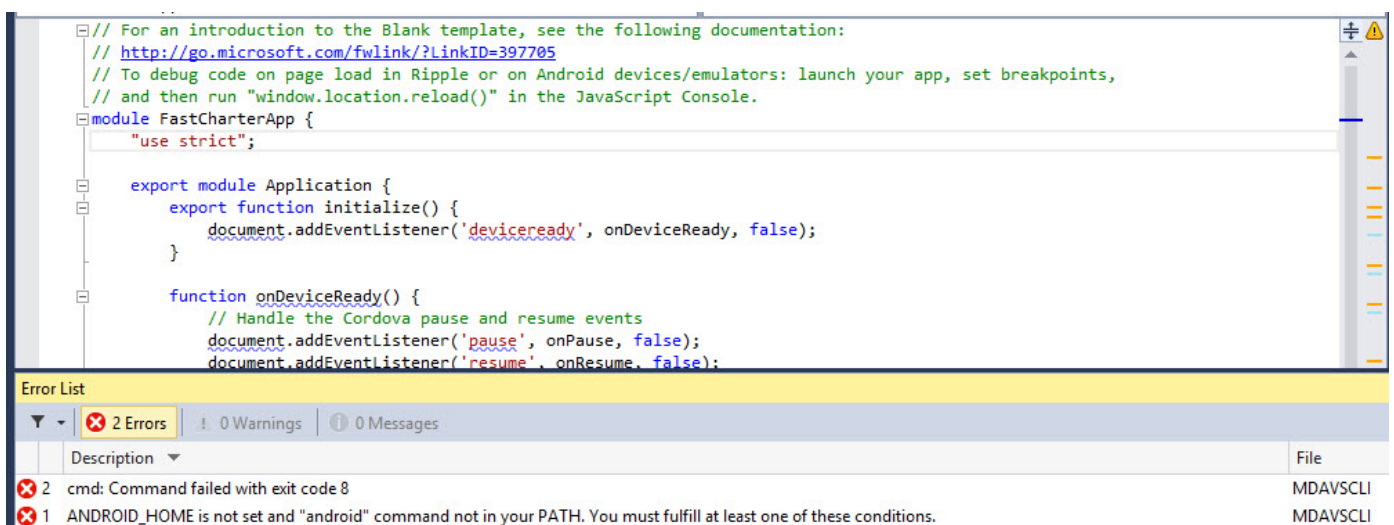 // For an introduction to the Blank template, see the following documentation:
// http://go.microsoft.com/fwlink/?LinkID=397705
// To debug code on page load in Ripple or on Android devices/emulators: launch your app, set breakpoints,
// and then run "window.location.reload()" in the JavaScript Console.
module FastCharterApp {
"use strict";
export module Application {
export function initialize() {
document.addEventListener('deviceready', onDeviceReady, false);
}
function onDeviceReady() {
// Handle the Cordova pause and resume events
document.addEventListener('pause', onPause, false);
document.addEventListener('resume', onResume, false);
Error List
2 Errors 0 Warnings 0 Messages
Description File
2 cmd: Command failed with exit code 8 MDAVSCLI
1 ANDROID_HOME is not set and "android" command not in your PATH. You must fulfill at least one of these conditions. MDAVSCLI